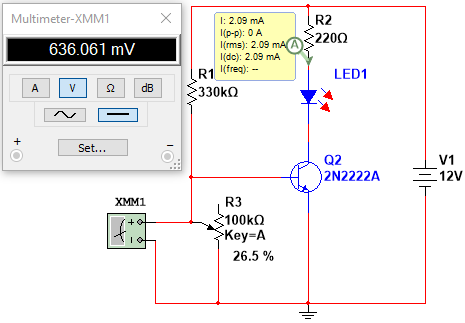 Multimeter-XMM1
636.061 mV
A
V
Ω
dB
+
Set...
−
I: 2.09 mA
I(p-p): 0 A
I(rms): 2.09 mA
I(dc): 2.09 mA
I(freq): --
A
R2
220Ω
R1
330kΩ
LED1
Q2
2N2222A
V1
12V
XMM1
+
R3
100kΩ
Key=A
26.5 %